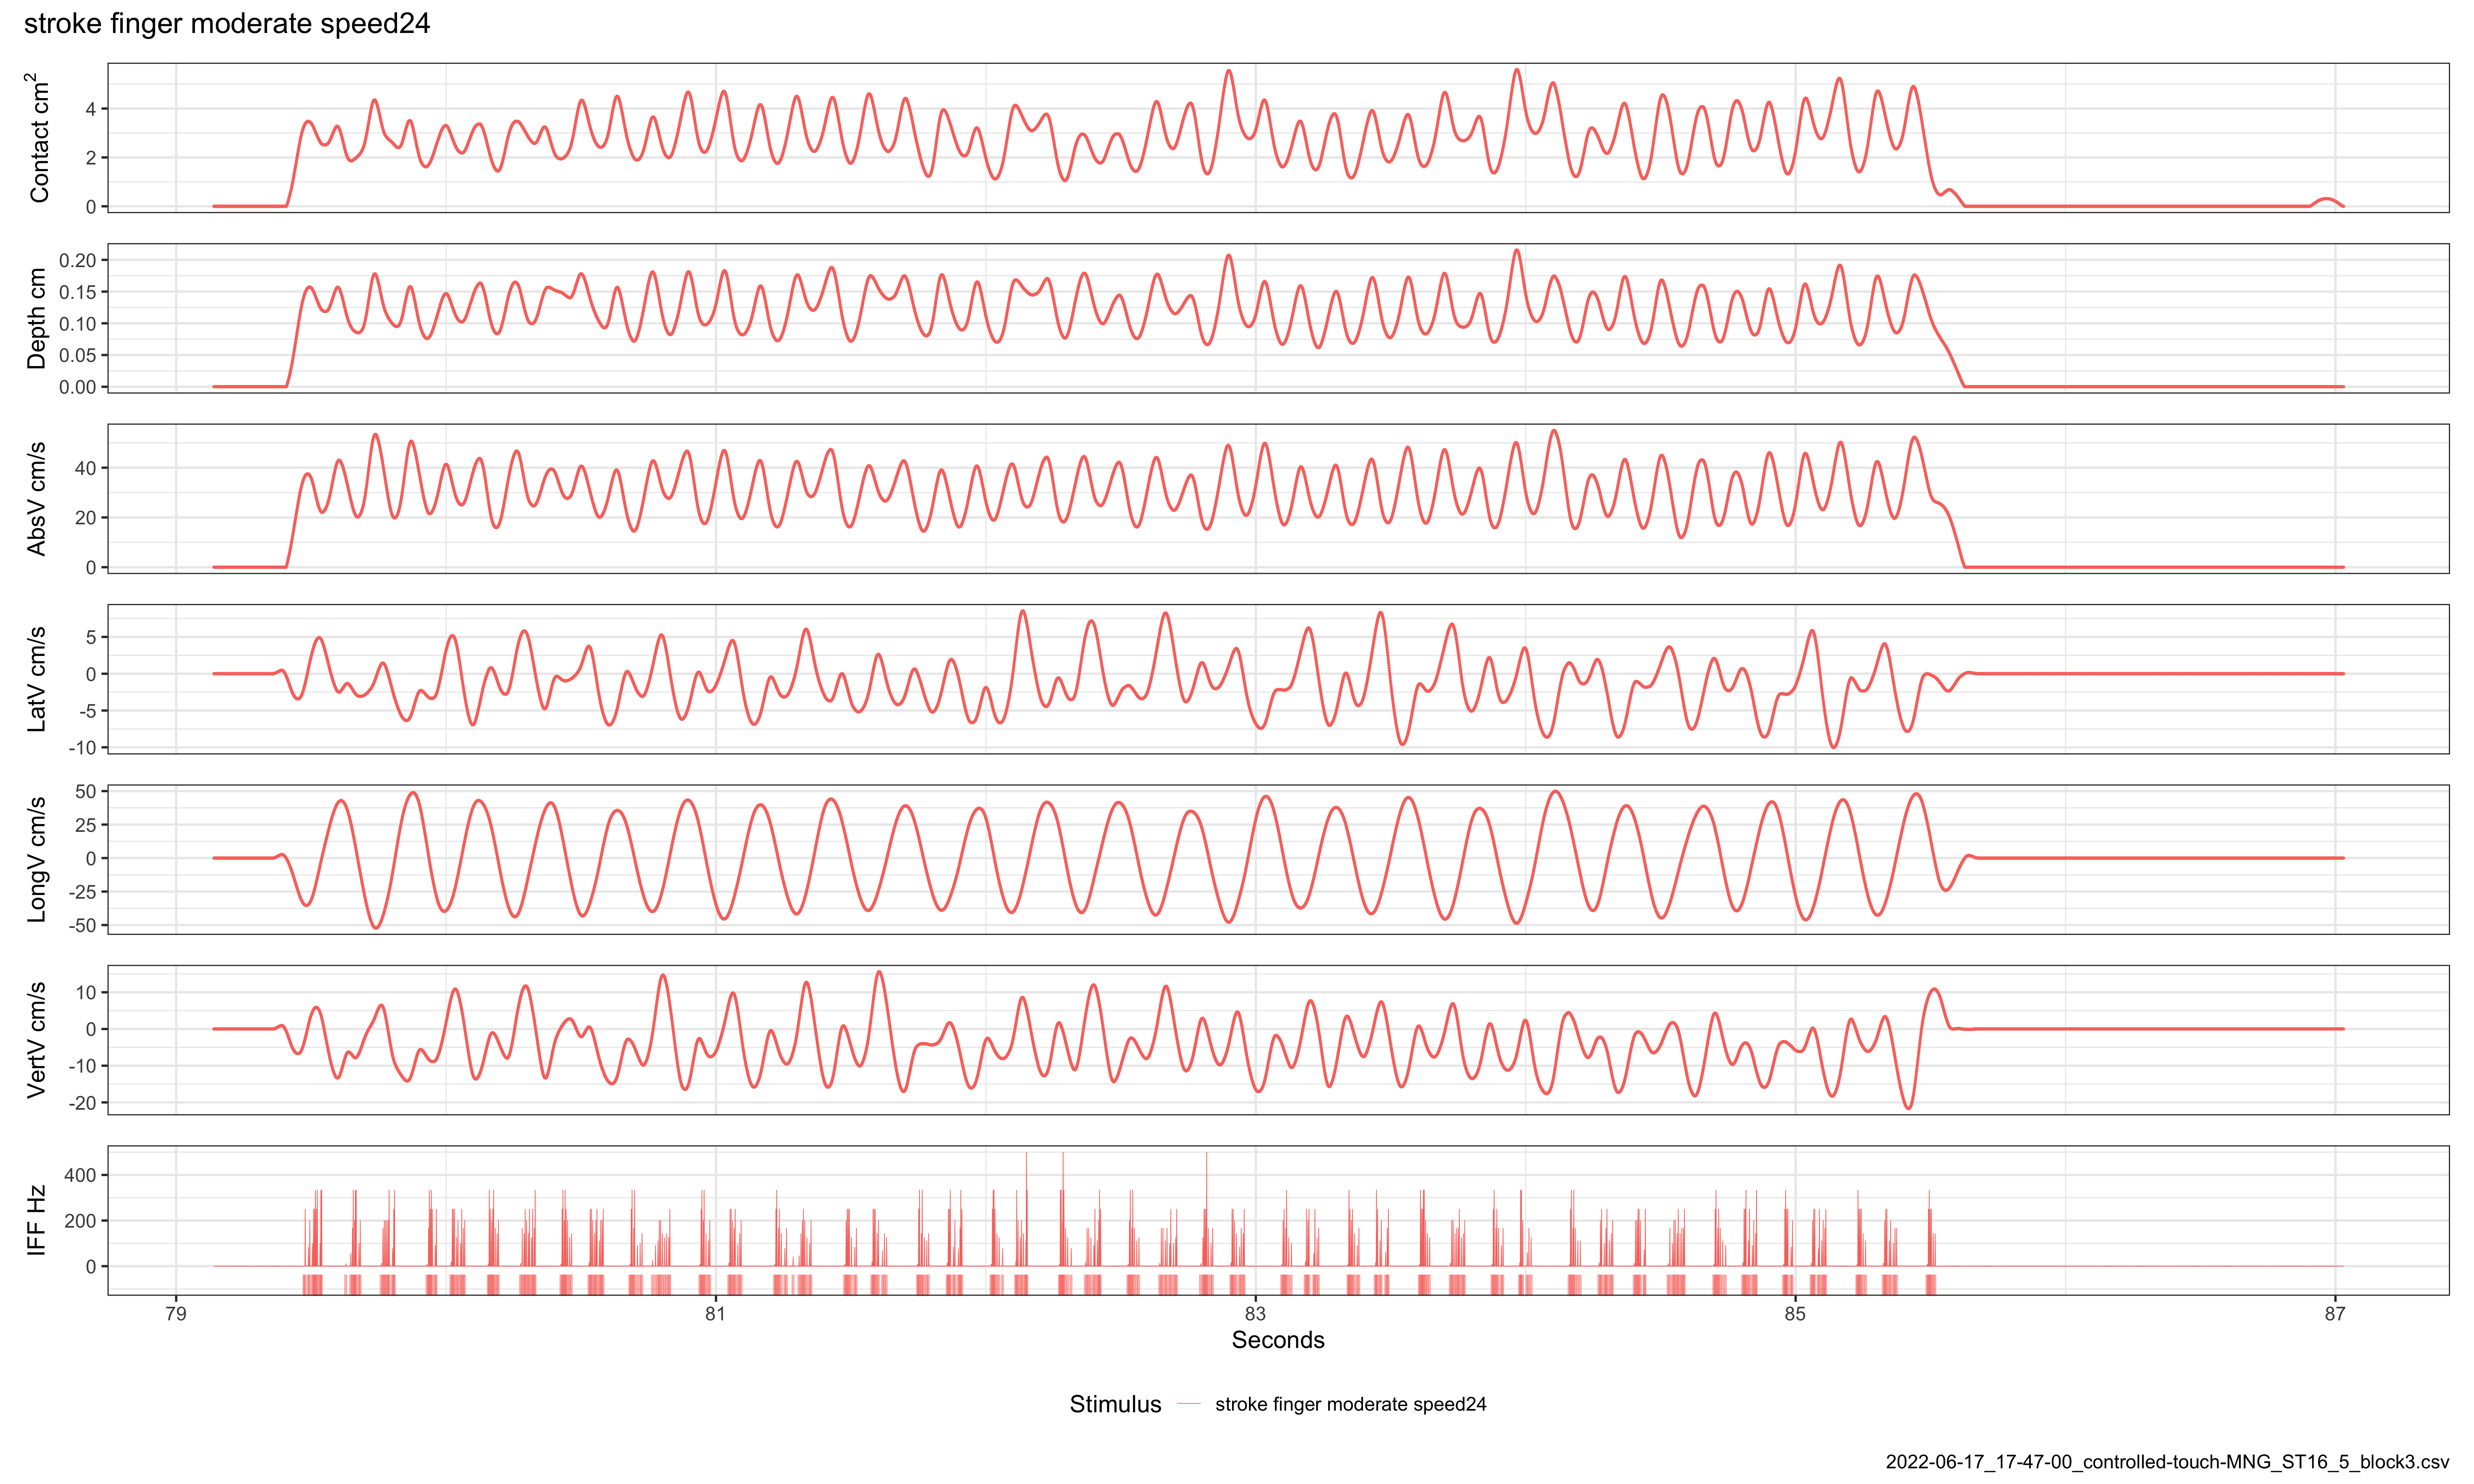 stroke finger moderate speed24
Contact cm²
4
2
0
Depth cm
0.20
0.15
0.10
0.05
0.00
AbsV cm/s
40
20
0
LatV cm/s
5
0
-5
-10
LongV cm/s
50
25
0
-25
-50
VertV cm/s
10
0
-10
-20
IFF Hz
400
200
0
79 81 83 85 87
Seconds
Stimulus stroke finger moderate speed24
2022-06-17_17-47-00_controlled-touch-MNG_ST16_5_block3.csv